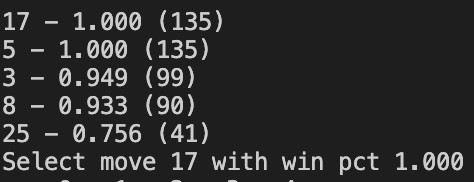 17 – 1.000 (135)
5 – 1.000 (135)
3 – 0.949 (99)
8 – 0.933 (90)
25 – 0.756 (41)
Select move 17 with win pct 1.000